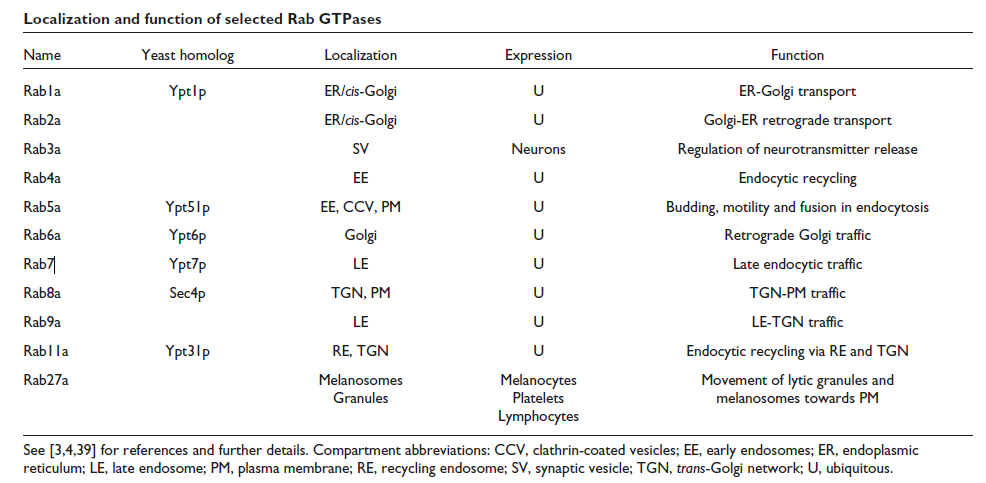 Localization and function of selected Rab GTPases
Name Yeast homolog Localization Expression Function
Rab1a Ypt1p ER/cis-Golgi U ER-Golgi transport
Rab2a ER/cis-Golgi U Golgi-ER retrograde transport
Rab3a SV Neurons Regulation of neurotransmitter release
Rab4a EE U Endocytic recycling
Rab5a Ypt51p EE, CCV, PM U Budding, motility and fusion in endocytosis
Rab6a Ypt6p Golgi U Retrograde Golgi traffic
Rab7 Ypt7p LE U Late endocytic traffic
Rab8a Sec4p TGN, PM U TGN-PM traffic
Rab9a LE U LE-TGN traffic
Rab11a Ypt31p RE, TGN U Endocytic recycling via RE and TGN
Rab27a Melanosomes Melanocytes Movement of lytic granules and
Granules Platelets melanosomes towards PM
Lymphocytes
See [3,4,39] for references and further details. Compartment abbreviations: CCV, clathrin-coated vesicles; EE, early endosomes; ER, endoplasmic
reticulum; LE, late endosome; PM, plasma membrane; RE, recycling endosome; SV, synaptic vesicle; TGN, trans-Golgi network; U, ubiquitous.